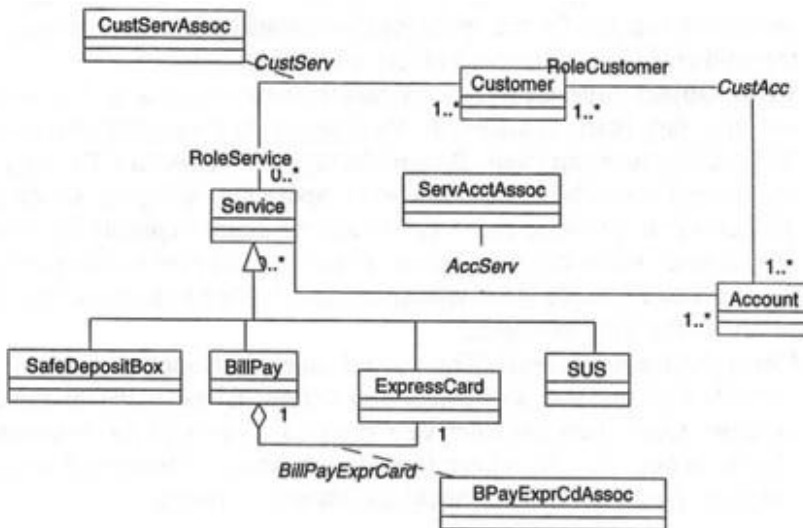 CustServAssoc
CustServ
Customer
RoleCustomer
CustAcc
1..*
1..*
RoleService
0..*
Service
ServAcctAssoc
0..*
AccServ
1..*
Account
1..*
SafeDepositBox
BillPay
ExpressCard
SUS
1
1
BillPayExprCard
BPayExprCdAssoc